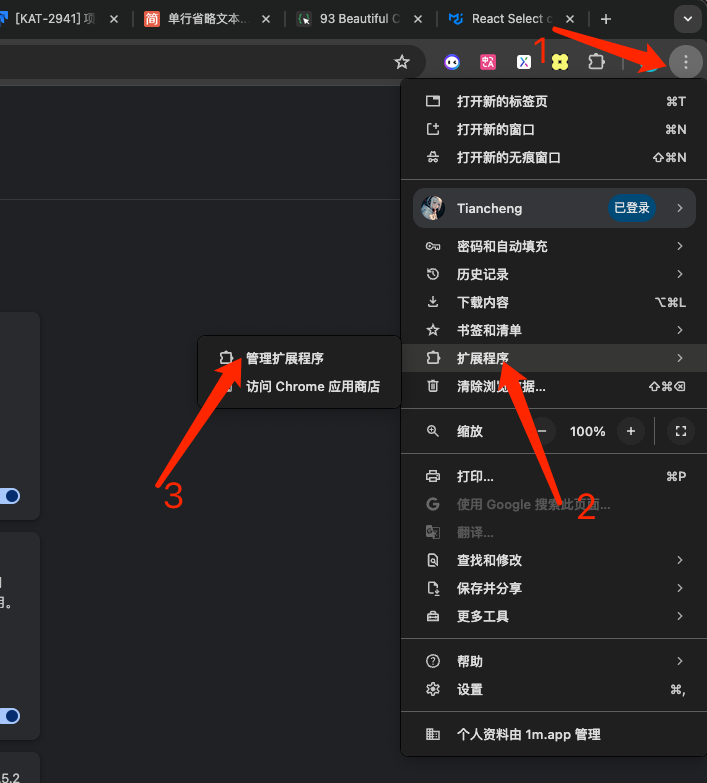 [KAT-2941] 项
简 单行省略文本...
93 Beautiful C
React Select c
1
打开新的标签页 ⌘T
打开新的窗口 ⌘N
打开新的无痕窗口 ⇧⌘N
Tiancheng 已登录
密码和自动填充
历史记录
下载内容 ⌥⌘L
书签和清单
管理扩展程序
扩展程序
访问 Chrome 应用商店
清除浏览数据... ⇧⌘⌫
缩放 − 100% +
3
打印... ⌘P
2
使用 Google 搜索此页面...
翻译...
查找和修改
保存并分享
月。
更多工具
帮助
设置 ⌘,
个人资料由 1m.app 管理
5.2